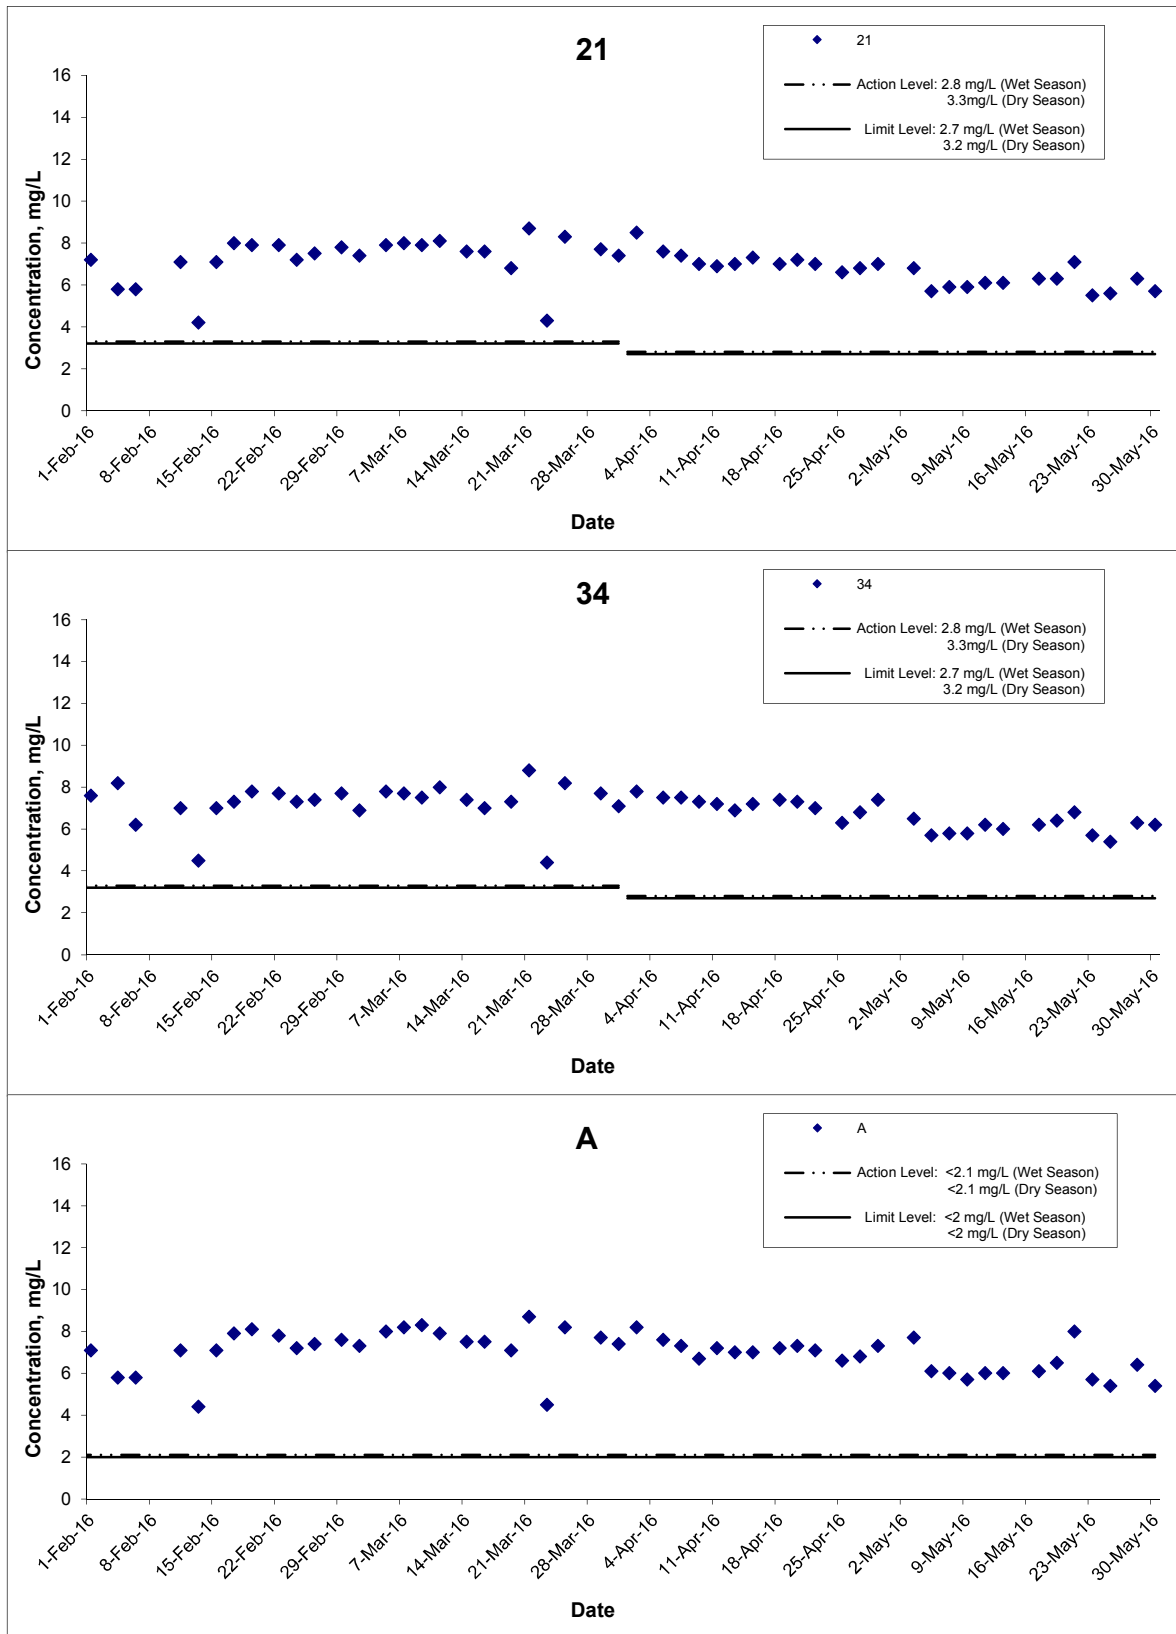 21
21
Action Level: 2.8 mg/L (Wet Season)
3.3mg/L (Dry Season)
Limit Level: 2.7 mg/L (Wet Season)
3.2 mg/L (Dry Season)
Concentration, mg/L
16
14
12
10
8
6
4
2
0
1-Feb-16
8-Feb-16
15-Feb-16
22-Feb-16
29-Feb-16
7-Mar-16
14-Mar-16
21-Mar-16
28-Mar-16
4-Apr-16
11-Apr-16
18-Apr-16
25-Apr-16
2-May-16
9-May-16
16-May-16
23-May-16
30-May-16
Date
34
34
Action Level: 2.8 mg/L (Wet Season)
3.3mg/L (Dry Season)
Limit Level: 2.7 mg/L (Wet Season)
3.2 mg/L (Dry Season)
Concentration, mg/L
16
14
12
10
8
6
4
2
0
1-Feb-16
8-Feb-16
15-Feb-16
22-Feb-16
29-Feb-16
7-Mar-16
14-Mar-16
21-Mar-16
28-Mar-16
4-Apr-16
11-Apr-16
18-Apr-16
25-Apr-16
2-May-16
9-May-16
16-May-16
23-May-16
30-May-16
Date
A
A
Action Level: <2.1 mg/L (Wet Season)
<2.1 mg/L (Dry Season)
Limit Level: <2 mg/L (Wet Season)
<2 mg/L (Dry Season)
Concentration, mg/L
16
14
12
10
8
6
4
2
0
1-Feb-16
8-Feb-16
15-Feb-16
22-Feb-16
29-Feb-16
7-Mar-16
14-Mar-16
21-Mar-16
28-Mar-16
4-Apr-16
11-Apr-16
18-Apr-16
25-Apr-16
2-May-16
9-May-16
16-May-16
23-May-16
30-May-16
Date